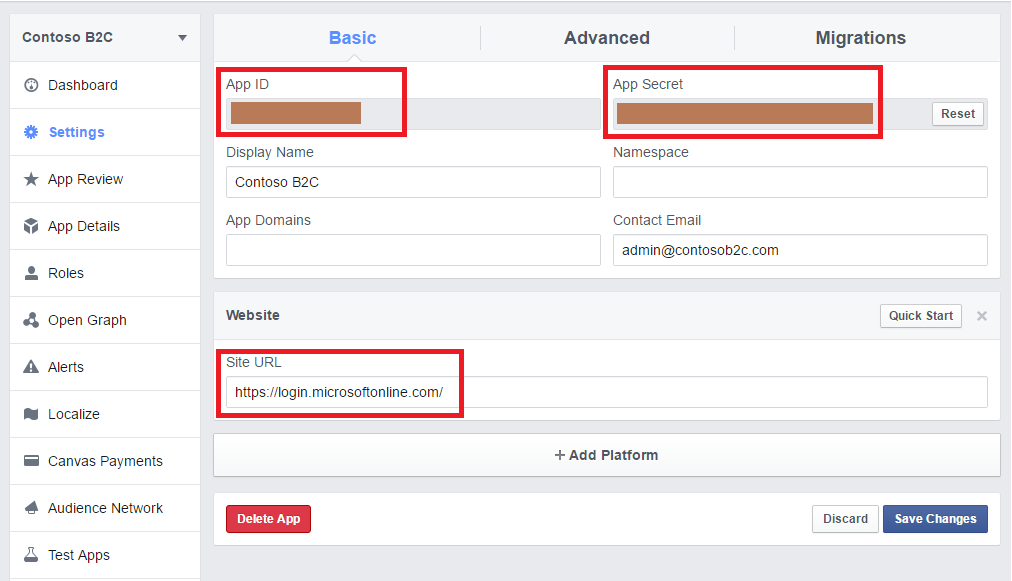 Contoso B2C
Dashboard
Settings
App Review
App Details
Roles
Open Graph
Alerts
Localize
Canvas Payments
Audience Network
Test Apps
Basic Advanced Migrations
App ID App Secret
Reset
Display Name Namespace
Contoso B2C
App Domains Contact Email
admin@contosob2c.com
Website Quick Start
Site URL
https://login.microsoftonline.com/
+ Add Platform
Delete App Discard Save Changes